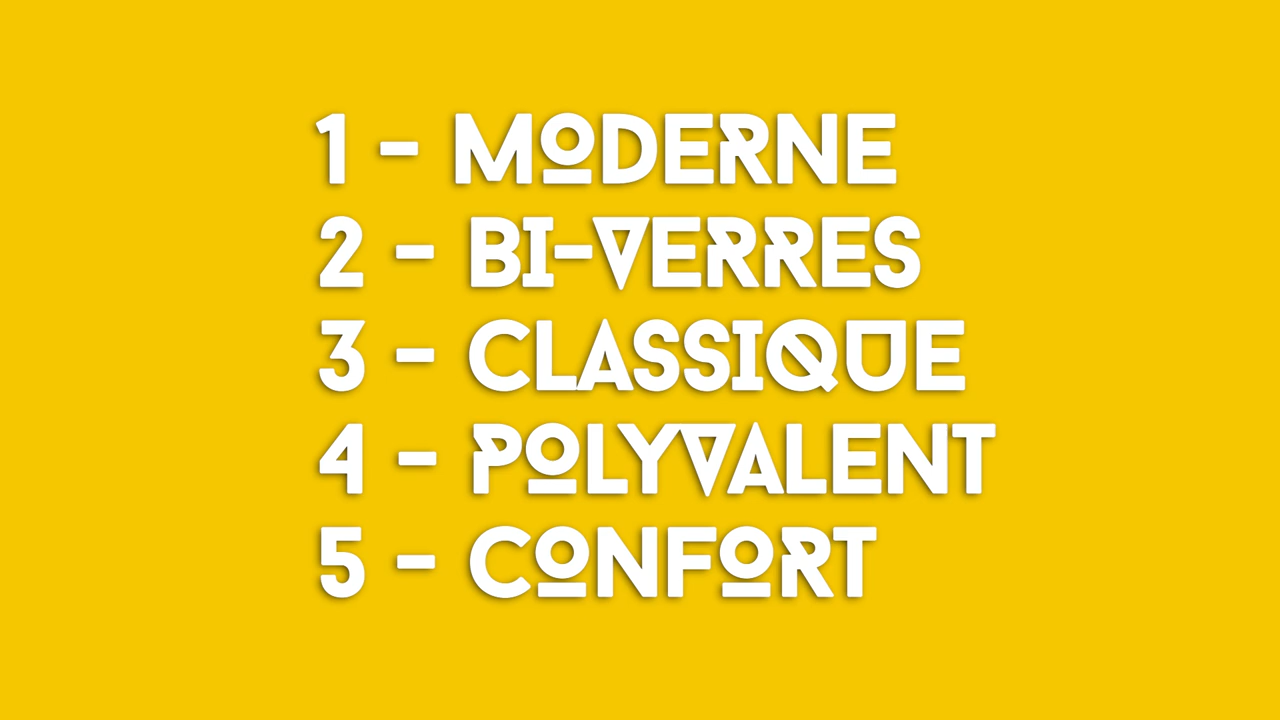 1 - MODERNE
2 - BI-VERRES
3 - CLASSIQUE
4 - POLYVALENT
5 - CONFORT